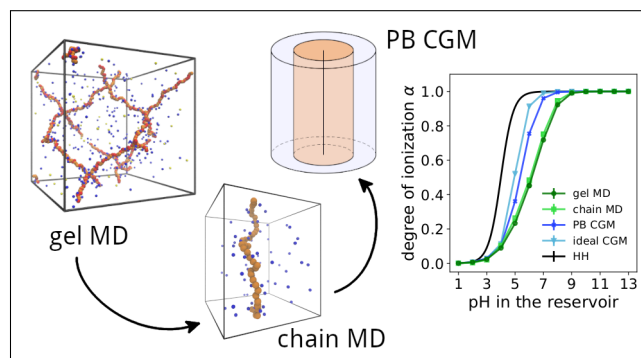 PB CGM
gel MD
chain MD
degree of ionization α
1.0
0.8
0.6
0.4
0.2
0.0
gel MD
chain MD
PB CGM
ideal CGM
HH
1 3 5 7 9 11 13
pH in the reservoir